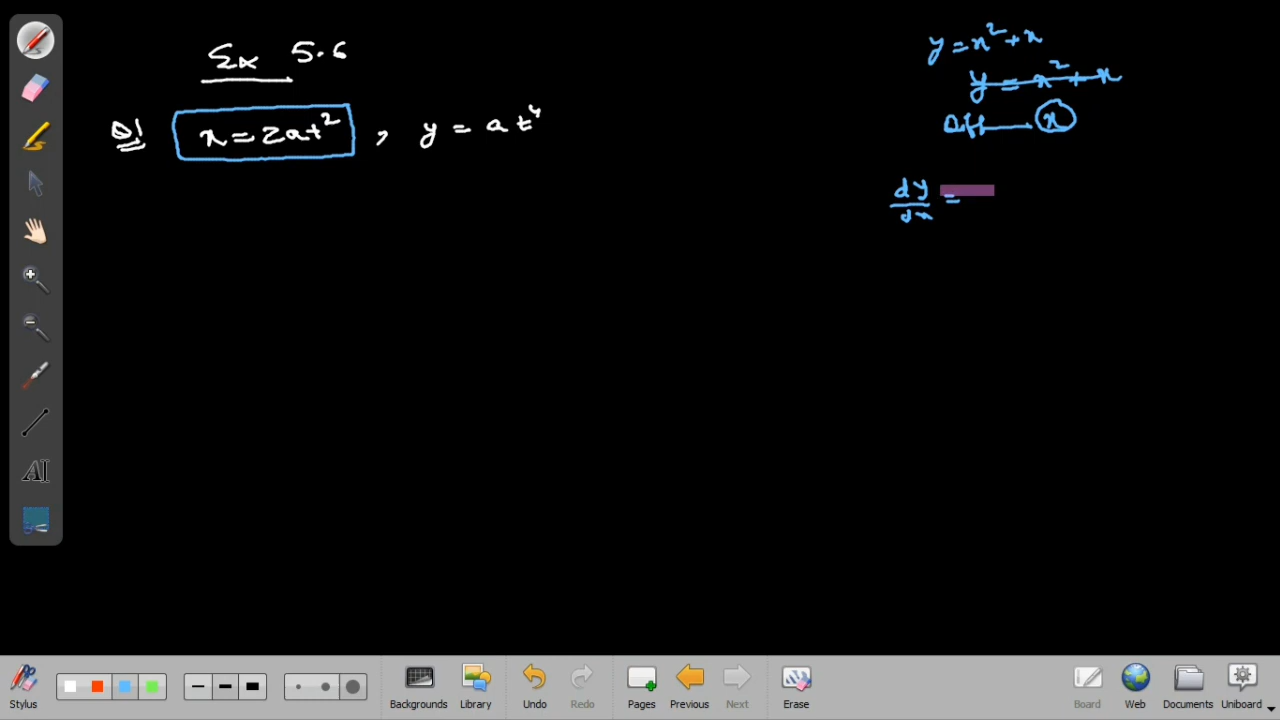 Ex 5.6
Q1 x = 2at², y = at⁴
y = x² + x
y = x² + x
Diff x
dy/dx =
AI
Stylus
Backgrounds
Library
Undo
Redo
Pages
Previous
Next
Erase
Board
Web
Documents
Uniboard